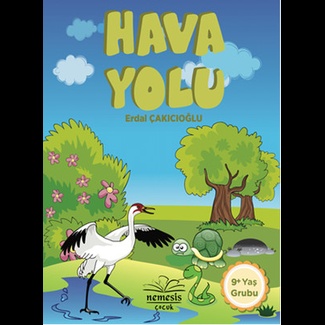 HAVA
YOLU
Erdal ÇAKICIOĞLU
9+ Yaş
Grubu
nemesis
çocuk